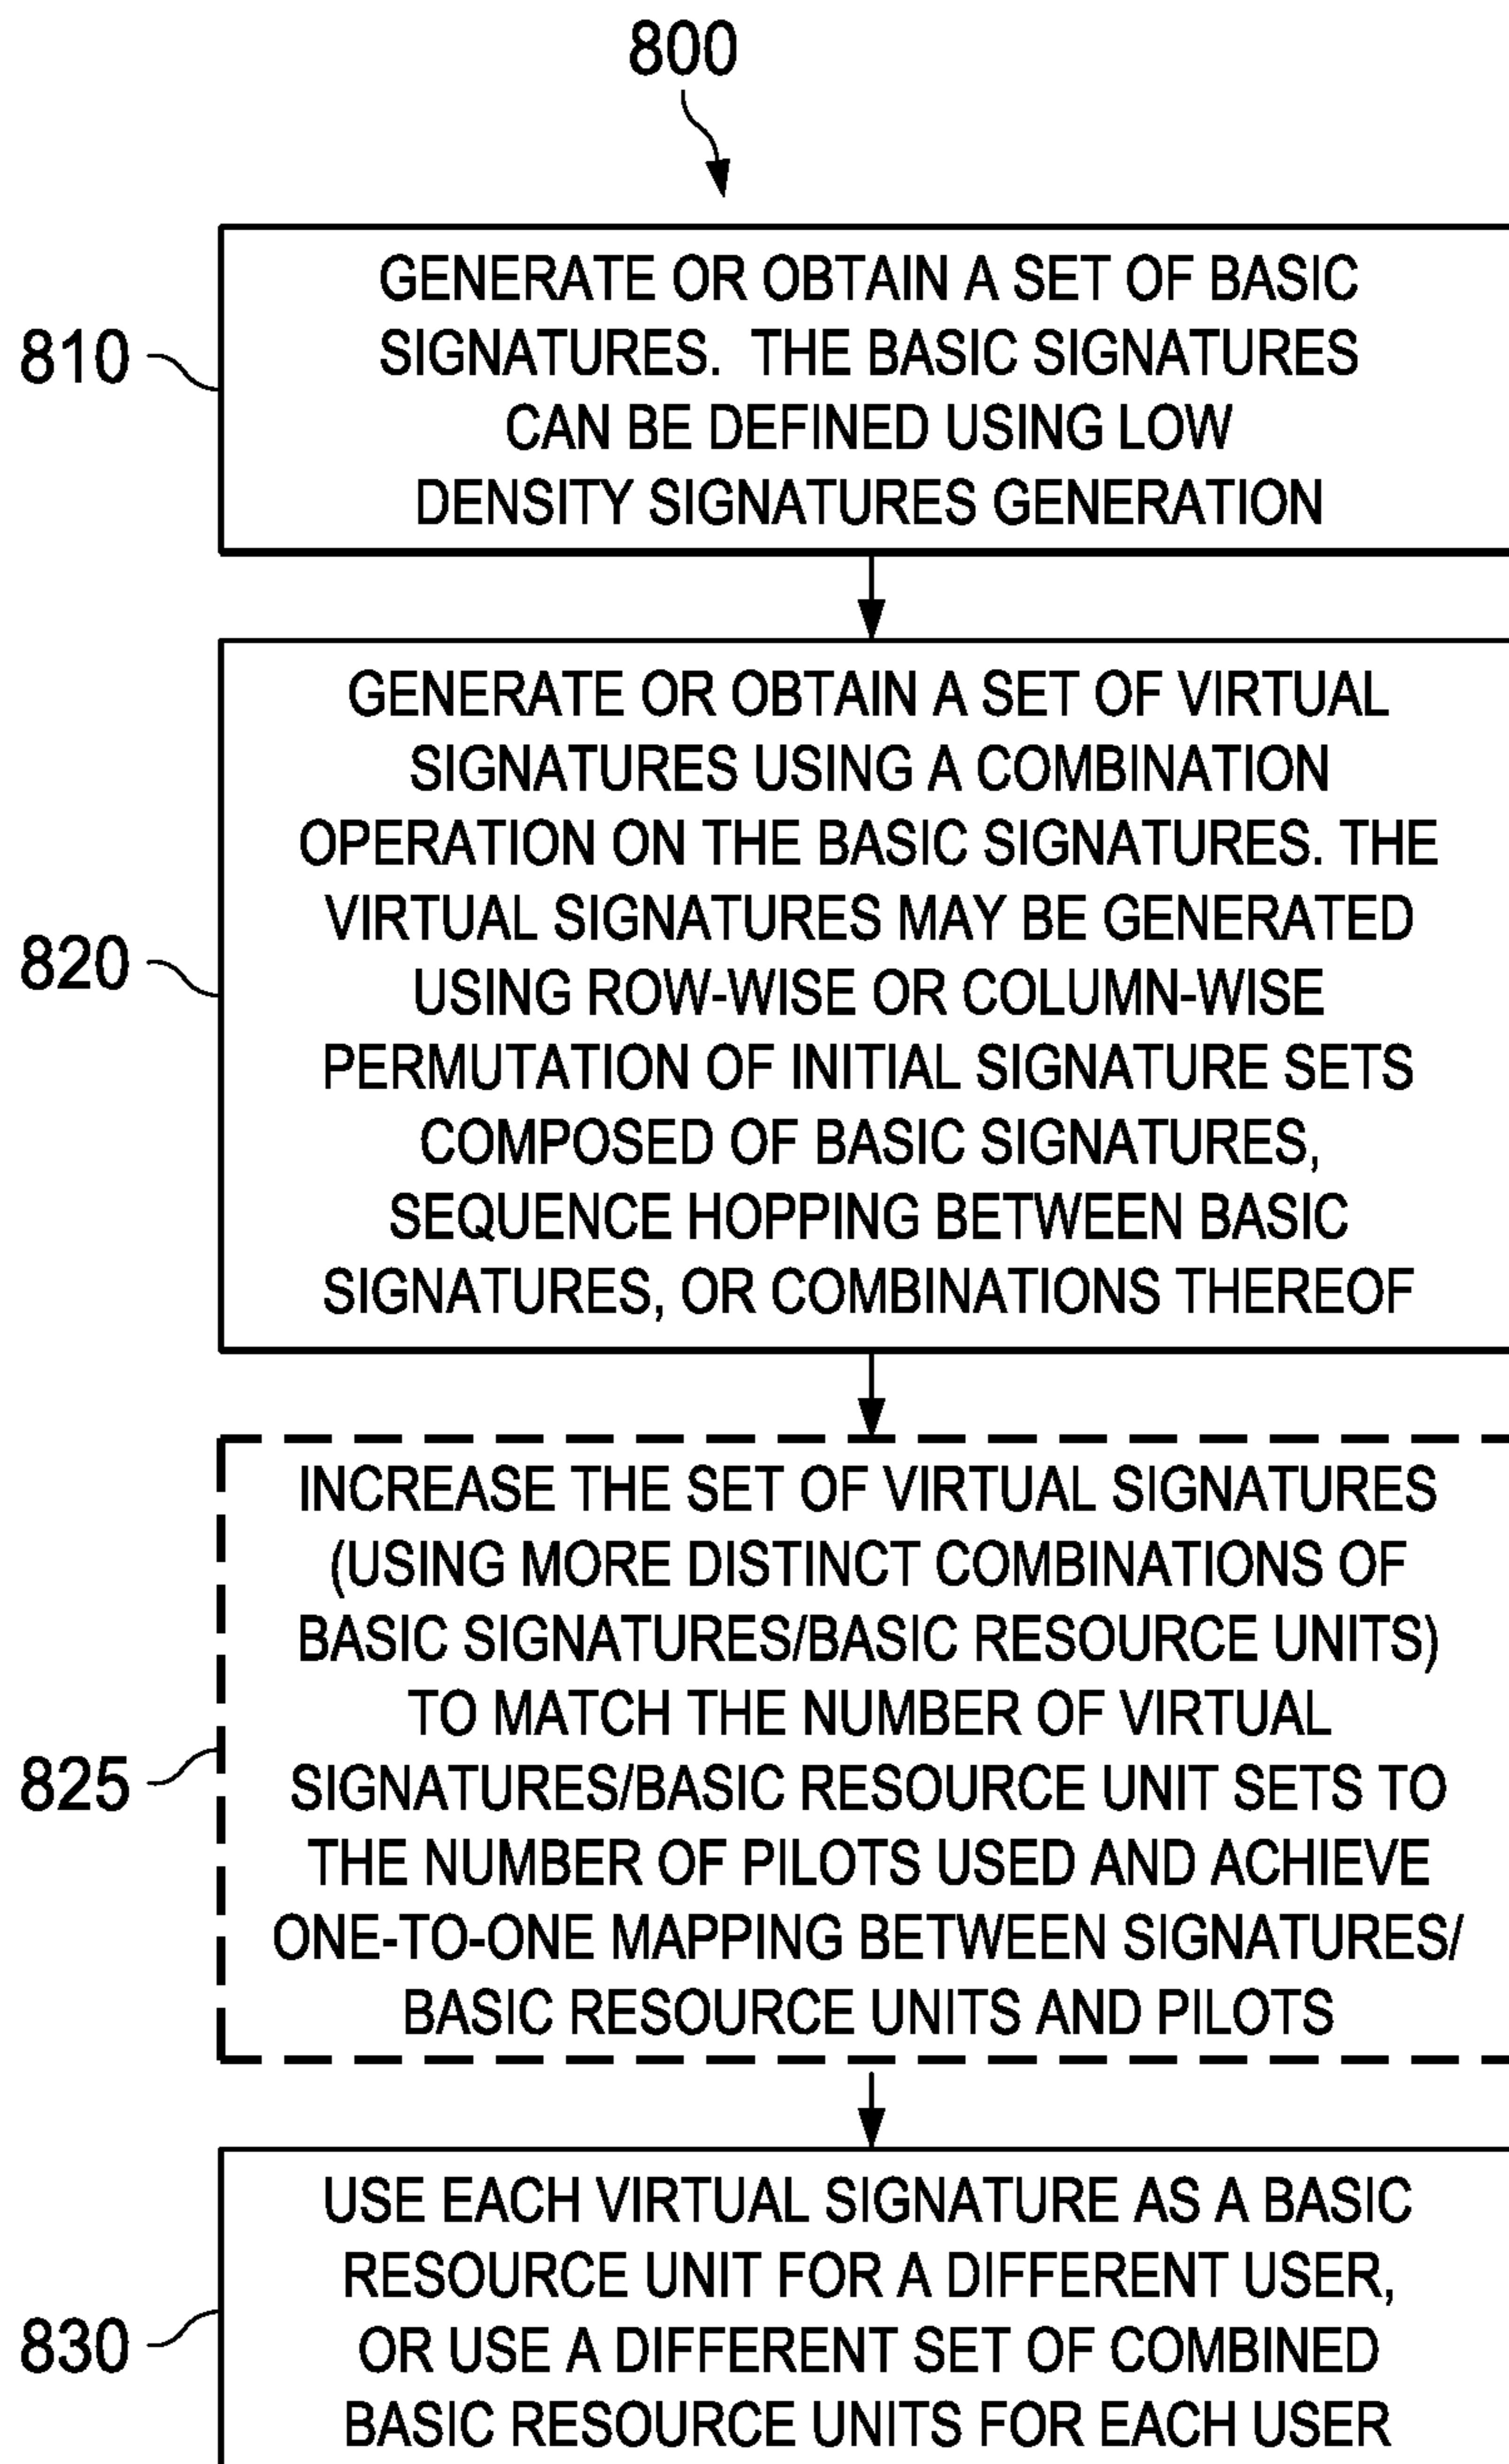 800
810
GENERATE OR OBTAIN A SET OF BASIC
SIGNATURES. THE BASIC SIGNATURES
CAN BE DEFINED USING LOW
DENSITY SIGNATURES GENERATION
820
GENERATE OR OBTAIN A SET OF VIRTUAL
SIGNATURES USING A COMBINATION
OPERATION ON THE BASIC SIGNATURES. THE
VIRTUAL SIGNATURES MAY BE GENERATED
USING ROW-WISE OR COLUMN-WISE
PERMUTATION OF INITIAL SIGNATURE SETS
COMPOSED OF BASIC SIGNATURES,
SEQUENCE HOPPING BETWEEN BASIC
SIGNATURES, OR COMBINATIONS THEREOF
825
INCREASE THE SET OF VIRTUAL SIGNATURES
(USING MORE DISTINCT COMBINATIONS OF
BASIC SIGNATURES/BASIC RESOURCE UNITS)
TO MATCH THE NUMBER OF VIRTUAL
SIGNATURES/BASIC RESOURCE UNIT SETS TO
THE NUMBER OF PILOTS USED AND ACHIEVE
ONE-TO-ONE MAPPING BETWEEN SIGNATURES/
BASIC RESOURCE UNITS AND PILOTS
830
USE EACH VIRTUAL SIGNATURE AS A BASIC
RESOURCE UNIT FOR A DIFFERENT USER,
OR USE A DIFFERENT SET OF COMBINED
BASIC RESOURCE UNITS FOR EACH USER